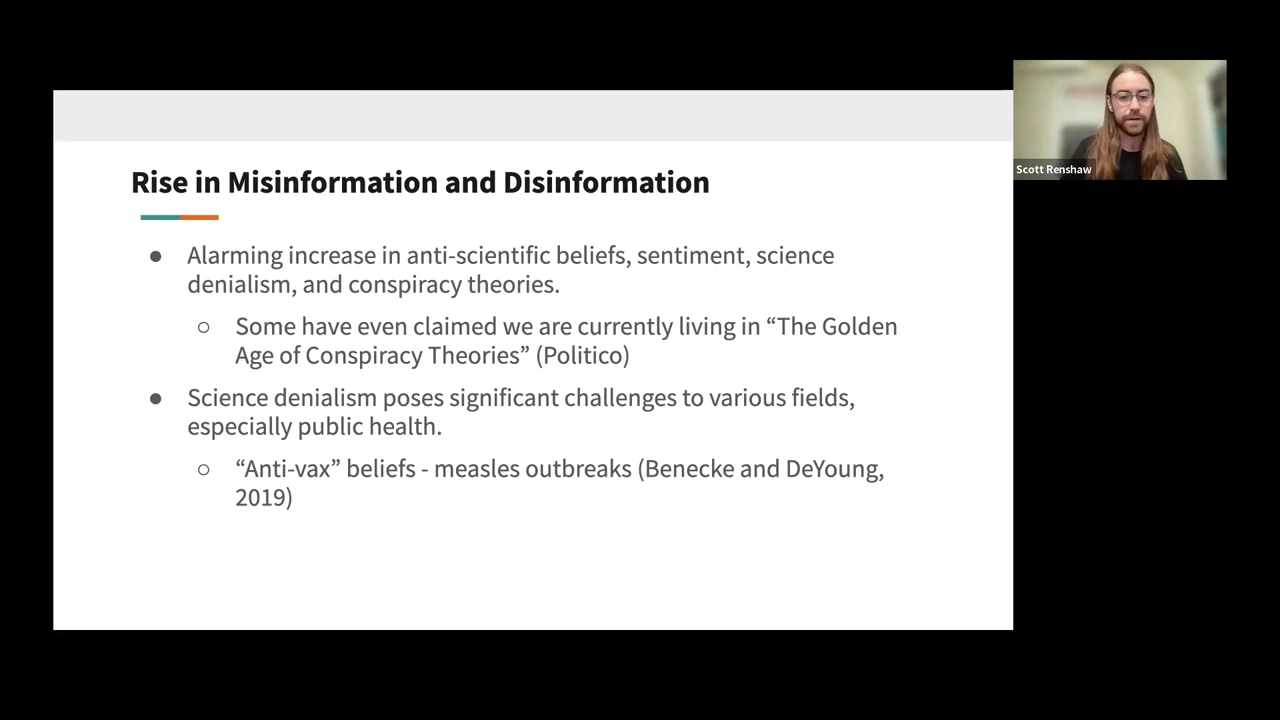 Rise in Misinformation and Disinformation
● Alarming increase in anti-scientific beliefs, sentiment, science
denialism, and conspiracy theories.
○ Some have even claimed we are currently living in “The Golden
Age of Conspiracy Theories” (Politico)
● Science denialism poses significant challenges to various fields,
especially public health.
○ “Anti-vax” beliefs - measles outbreaks (Benecke and DeYoung,
2019)
Scott Renshaw